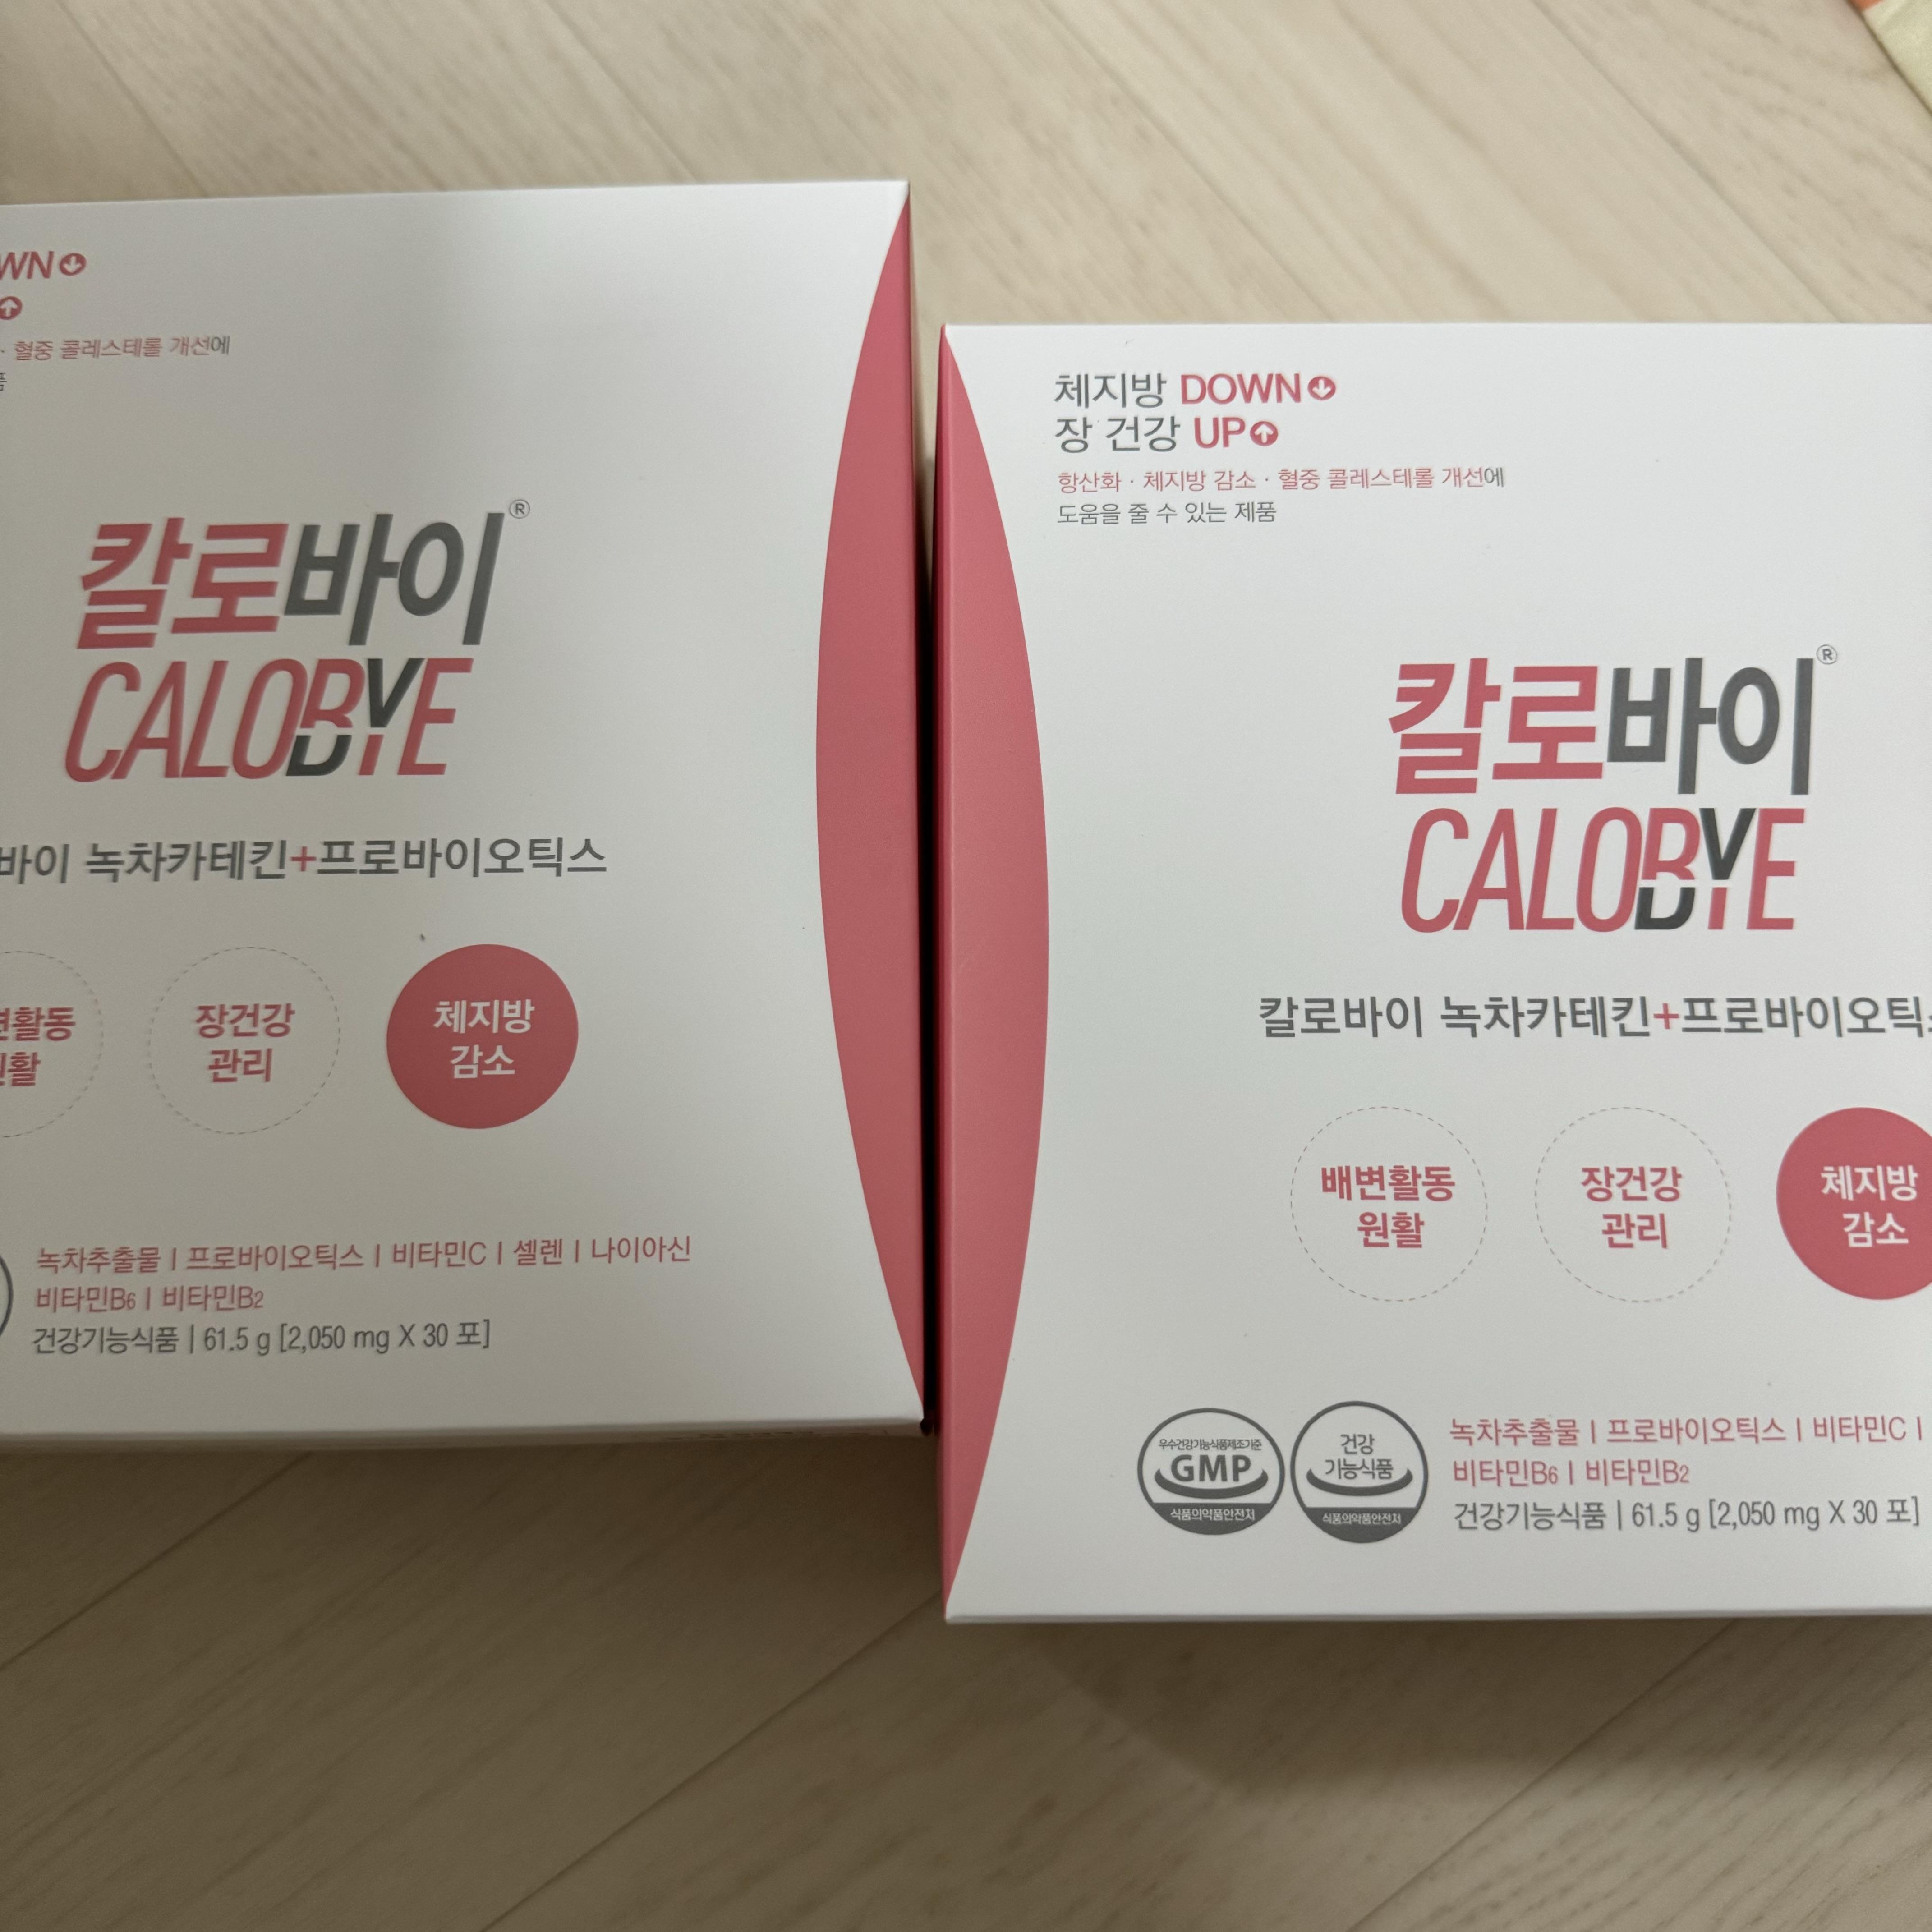 WN
혈중 콜레스테롤 개선에
칼로바이®
CALOBYE
바이 녹차카테킨+프로바이오틱스
변활동
원활
장건강
관리
체지방
감소
녹차추출물 I 프로바이오틱스 I 비타민C I 셀렌 I 나이아신
비타민B6 I 비타민B2
건강기능식품 | 61.5 g [2,050 mg X 30 포]
체지방 DOWN
장 건강 UP
항산화 · 체지방 감소 · 혈중 콜레스테롤 개선에
도움을 줄 수 있는 제품
칼로바이®
CALOBYE
칼로바이 녹차카테킨+프로바이오틱
배변활동
원활
장건강
관리
체지방
감소
우수건강기능식품제조기준
GMP
식품의약품안전처
건강
기능식품
식품의약품안전처
녹차추출물 I 프로바이오틱스 I 비타민C I
비타민B6 I 비타민B2
건강기능식품 | 61.5 g [2,050 mg X 30 포]